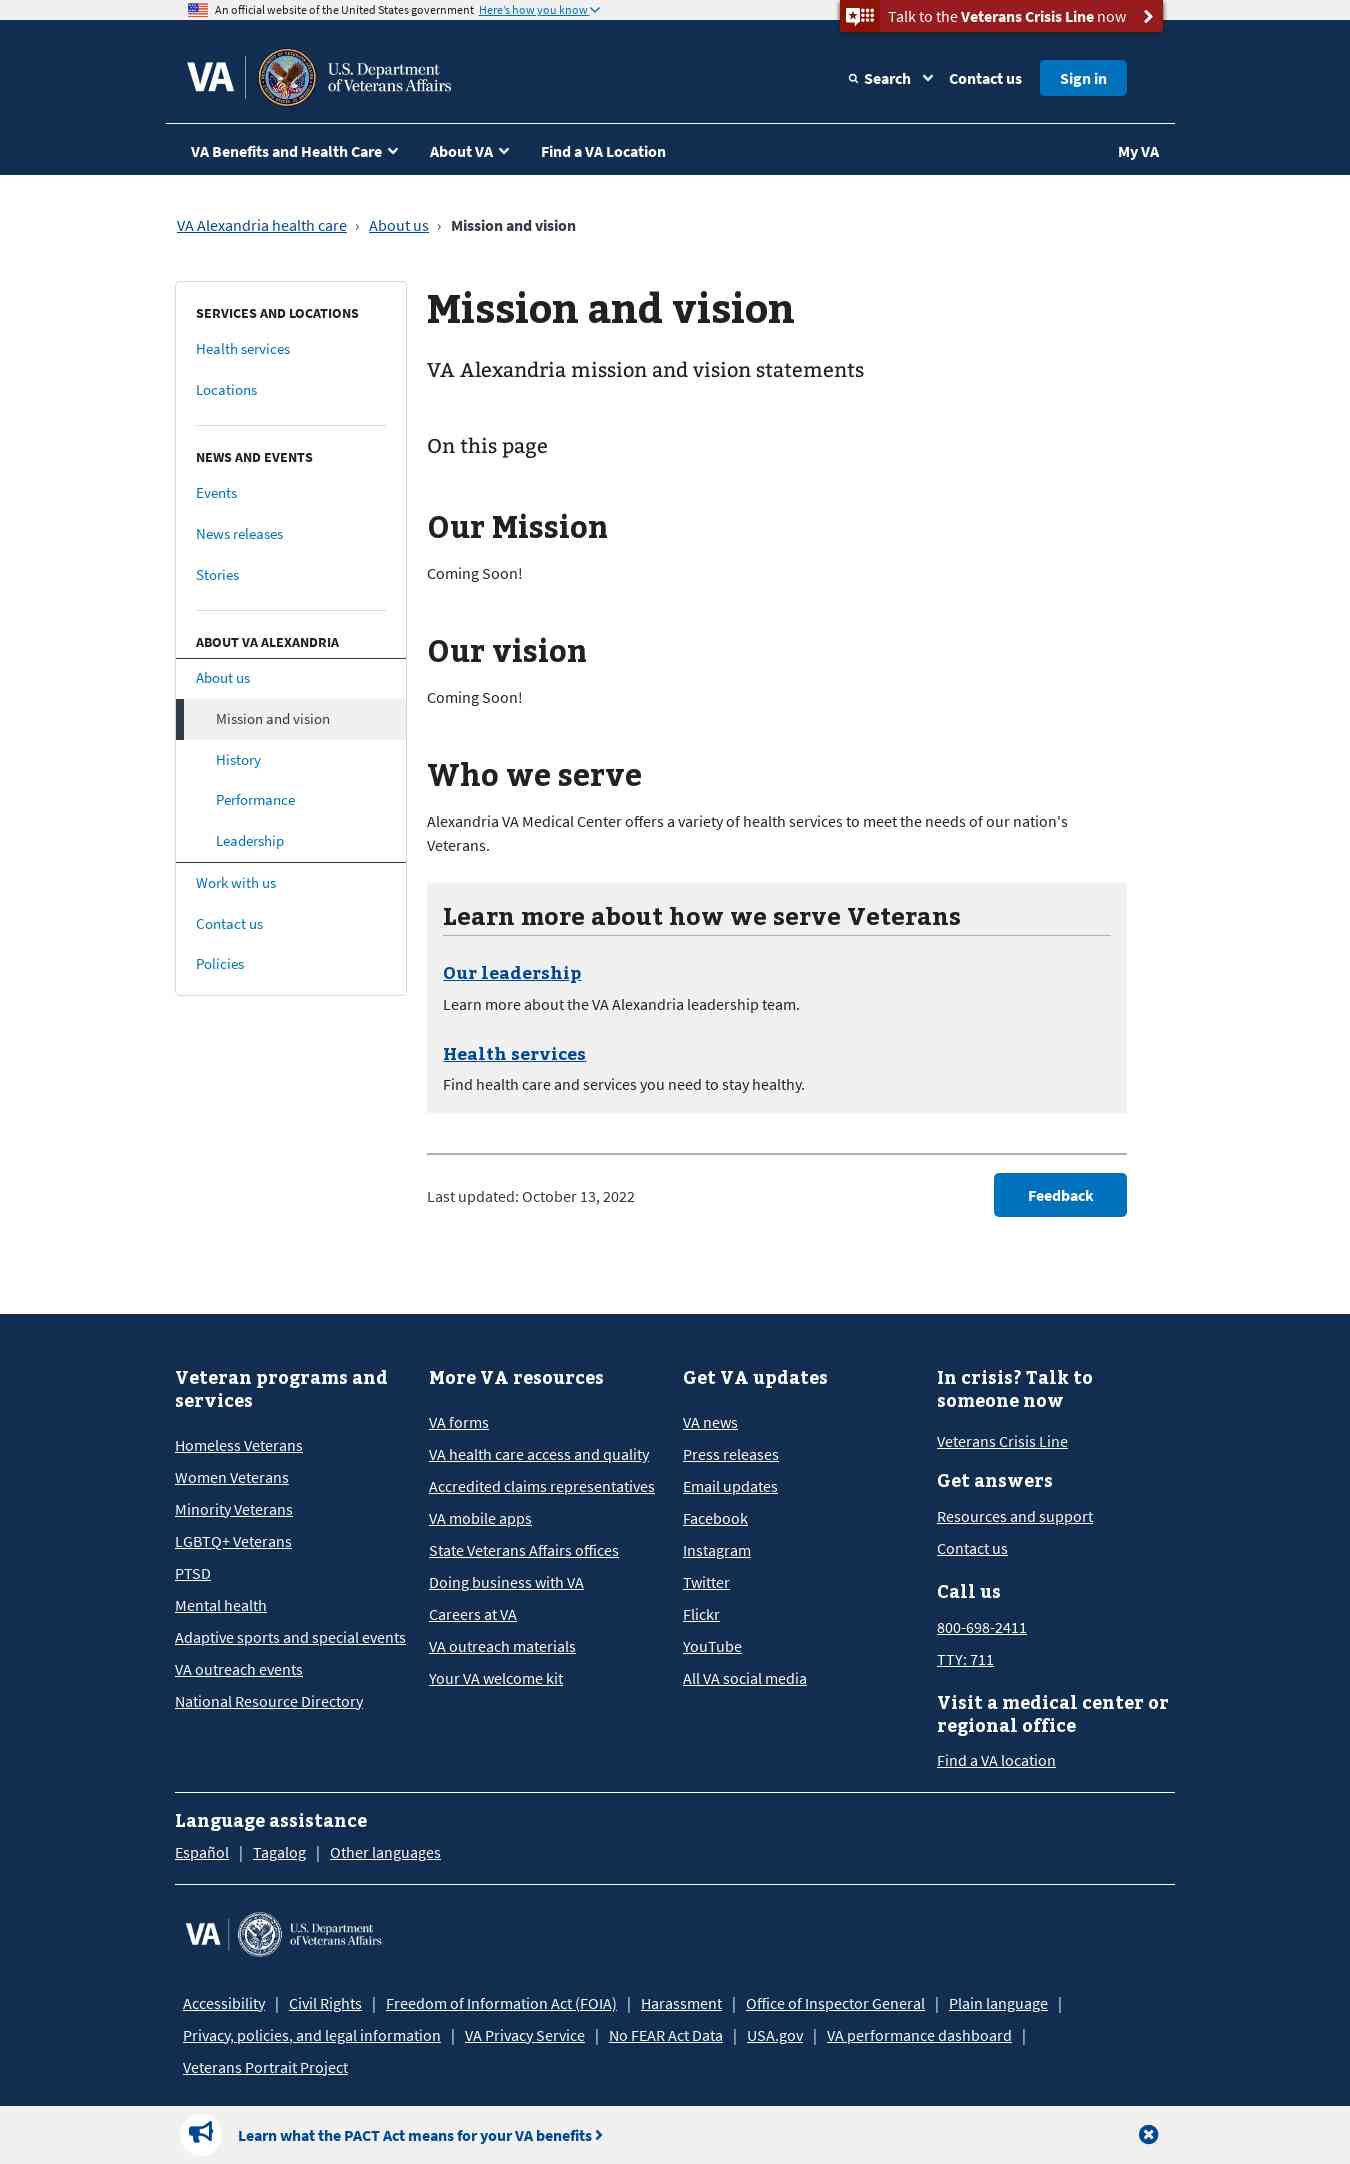 An official website of the United States government Here's how you know
Talk to the Veterans Crisis Line now
VA
U.S. Department
of Veterans Affairs
Search
Contact us
Sign in
VA Benefits and Health Care
About VA
Find a VA Location
My VA
VA Alexandria health care › About us › Mission and vision
SERVICES AND LOCATIONS
Health services
Locations
NEWS AND EVENTS
Events
News releases
Stories
ABOUT VA ALEXANDRIA
About us
Mission and vision
History
Performance
Leadership
Work with us
Contact us
Policies
Mission and vision
VA Alexandria mission and vision statements
On this page
Our Mission
Coming Soon!
Our vision
Coming Soon!
Who we serve
Alexandria VA Medical Center offers a variety of health services to meet the needs of our nation's
Veterans.
Learn more about how we serve Veterans
Our leadership
Learn more about the VA Alexandria leadership team.
Health services
Find health care and services you need to stay healthy.
Last updated: October 13, 2022
Feedback
Veteran programs and
services
Homeless Veterans
Women Veterans
Minority Veterans
LGBTQ+ Veterans
PTSD
Mental health
Adaptive sports and special events
VA outreach events
National Resource Directory
More VA resources
VA forms
VA health care access and quality
Accredited claims representatives
VA mobile apps
State Veterans Affairs offices
Doing business with VA
Careers at VA
VA outreach materials
Your VA welcome kit
Get VA updates
VA news
Press releases
Email updates
Facebook
Instagram
Twitter
Flickr
YouTube
All VA social media
In crisis? Talk to
someone now
Veterans Crisis Line
Get answers
Resources and support
Contact us
Call us
800-698-2411
TTY: 711
Visit a medical center or
regional office
Find a VA location
Language assistance
Español | Tagalog | Other languages
VA
U.S. Department
of Veterans Affairs
Accessibility | Civil Rights | Freedom of Information Act (FOIA) | Harassment | Office of Inspector General | Plain language |
Privacy, policies, and legal information | VA Privacy Service | No FEAR Act Data | USA.gov | VA performance dashboard |
Veterans Portrait Project
Learn what the PACT Act means for your VA benefits